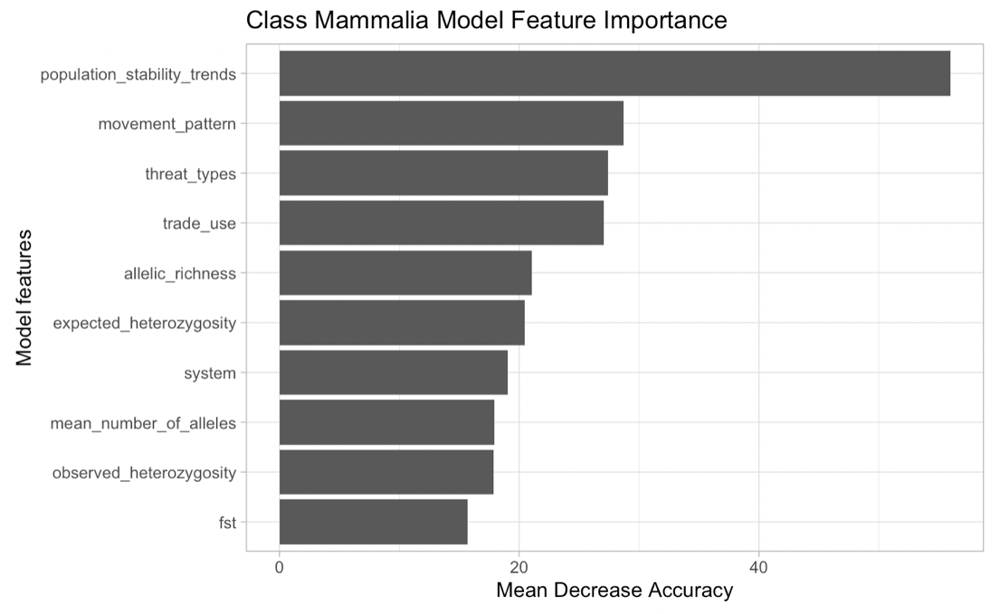 Class Mammalia Model Feature Importance
population_stability_trends
movement_pattern
threat_types
trade_use
allelic_richness
expected_heterozygosity
system
mean_number_of_alleles
observed_heterozygosity
fst
Model features
0 20 40
Mean Decrease Accuracy